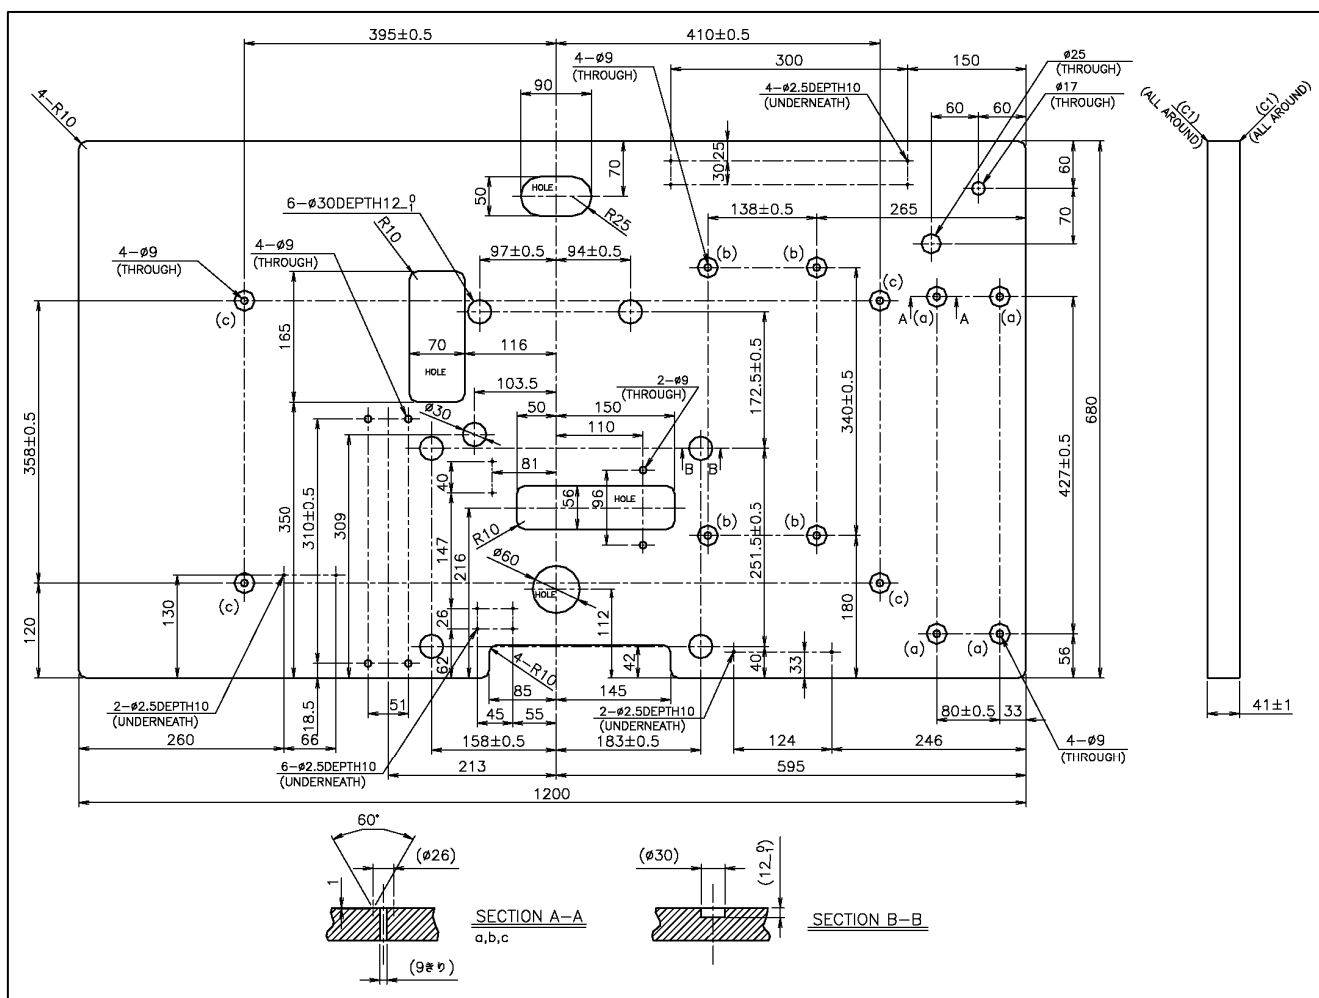 395±0.5
410±0.5
4-ø9
(THROUGH)
300
150
ø25
(THROUGH)
90
4-ø2.5DEPTH10
(UNDERNEATH)
ø17
(THROUGH)
4-R10
60
60
(C1)
(ALL AROUND)
(C1)
(ALL AROUND)
70
25
30
60
50
HOLE
6-ø30DEPTH12 0 -1
R10
R25
138±0.5
265
70
680
4-ø9
(THROUGH)
4-ø9
(THROUGH)
97±0.5
94±0.5
(b)
(b)
(c)
(c)
A
(a)
A
(a)
165
70
116
HOLE
103.5
2-ø9
(THROUGH)
172.5±0.5
340±0.5
ø30
50
150
110
358±0.5
427±0.5
B
B
81
40
350
310±0.5
309
56
HOLE
96
(b)
(b)
R10
147
216
251.5±0.5
ø60
HOLE
(c)
(c)
130
120
26
112
180
(a)
(a)
62
4-R10
42
40
33
56
85
145
2-ø2.5DEPTH10
(UNDERNEATH)
51
618.5
45
55
2-ø2.5DEPTH10
(UNDERNEATH)
80±0.5
33
41±1
260
66
158±0.5
183±0.5
124
246
4-ø9
(THROUGH)
6-ø2.5DEPTH10
(UNDERNEATH)
213
595
1200
60°
(ø26)
1
(9きり)
SECTION A-A
a,b,c
(ø30)
(12 0 -1)
SECTION B-B